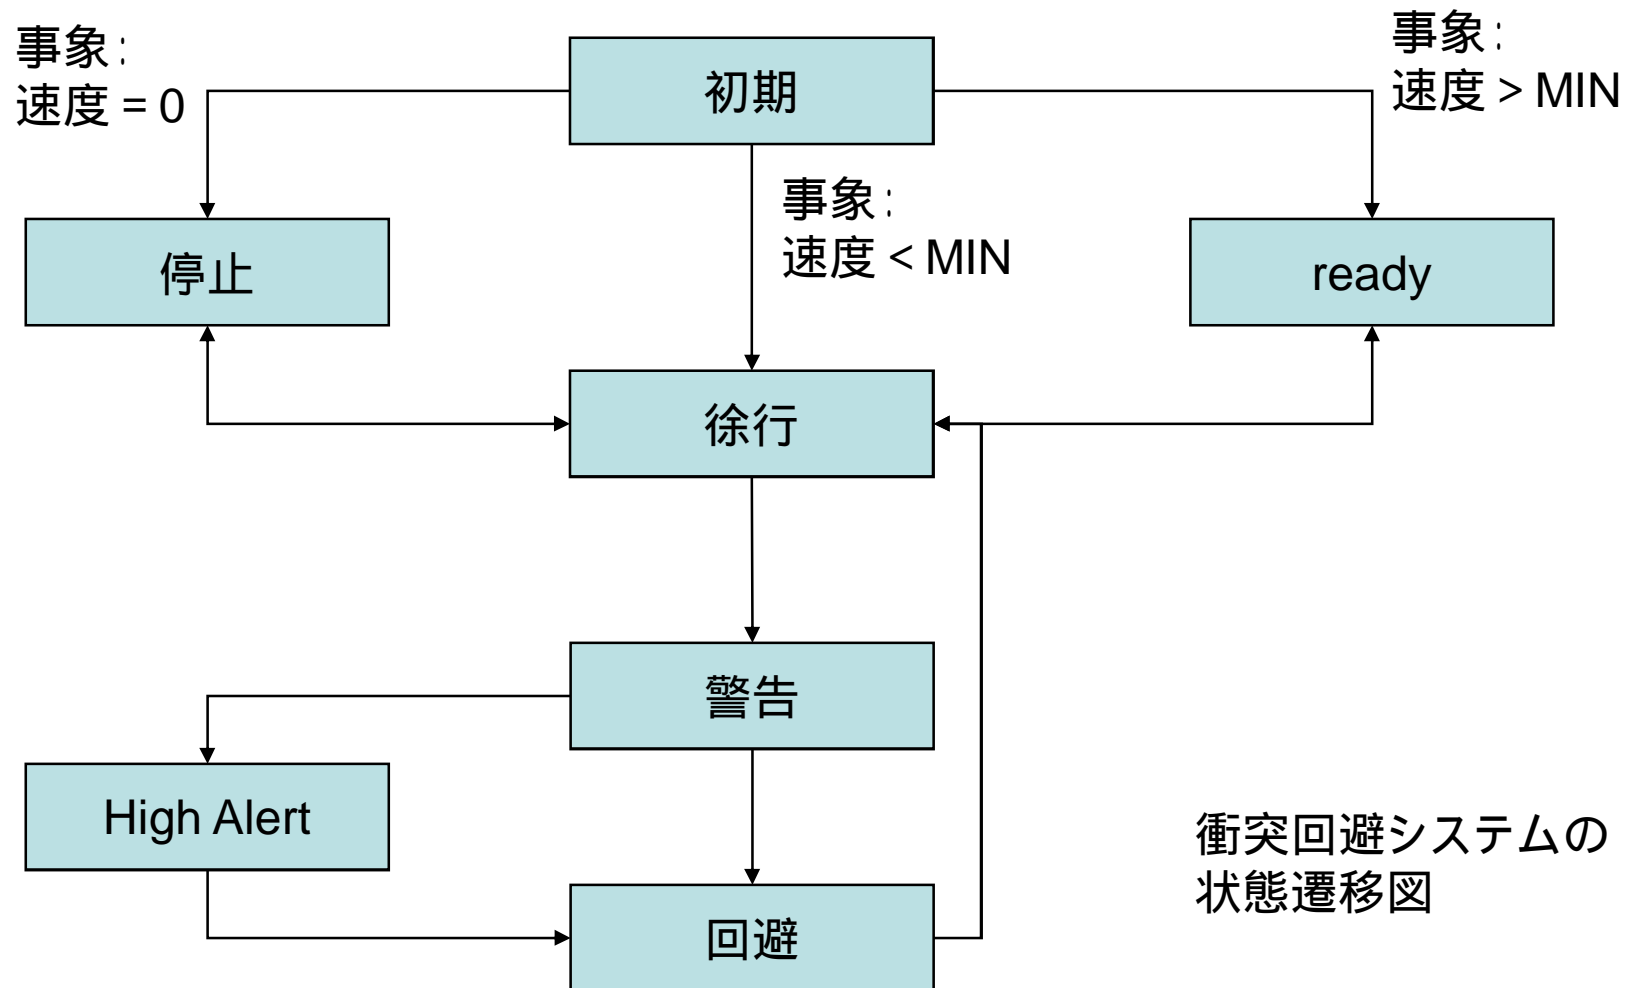 事象:
速度 = 0
初期
事象:
速度 > MIN
事象:
速度 < MIN
停止
ready
徐行
警告
High Alert
回避
衝突回避システムの
状態遷移図